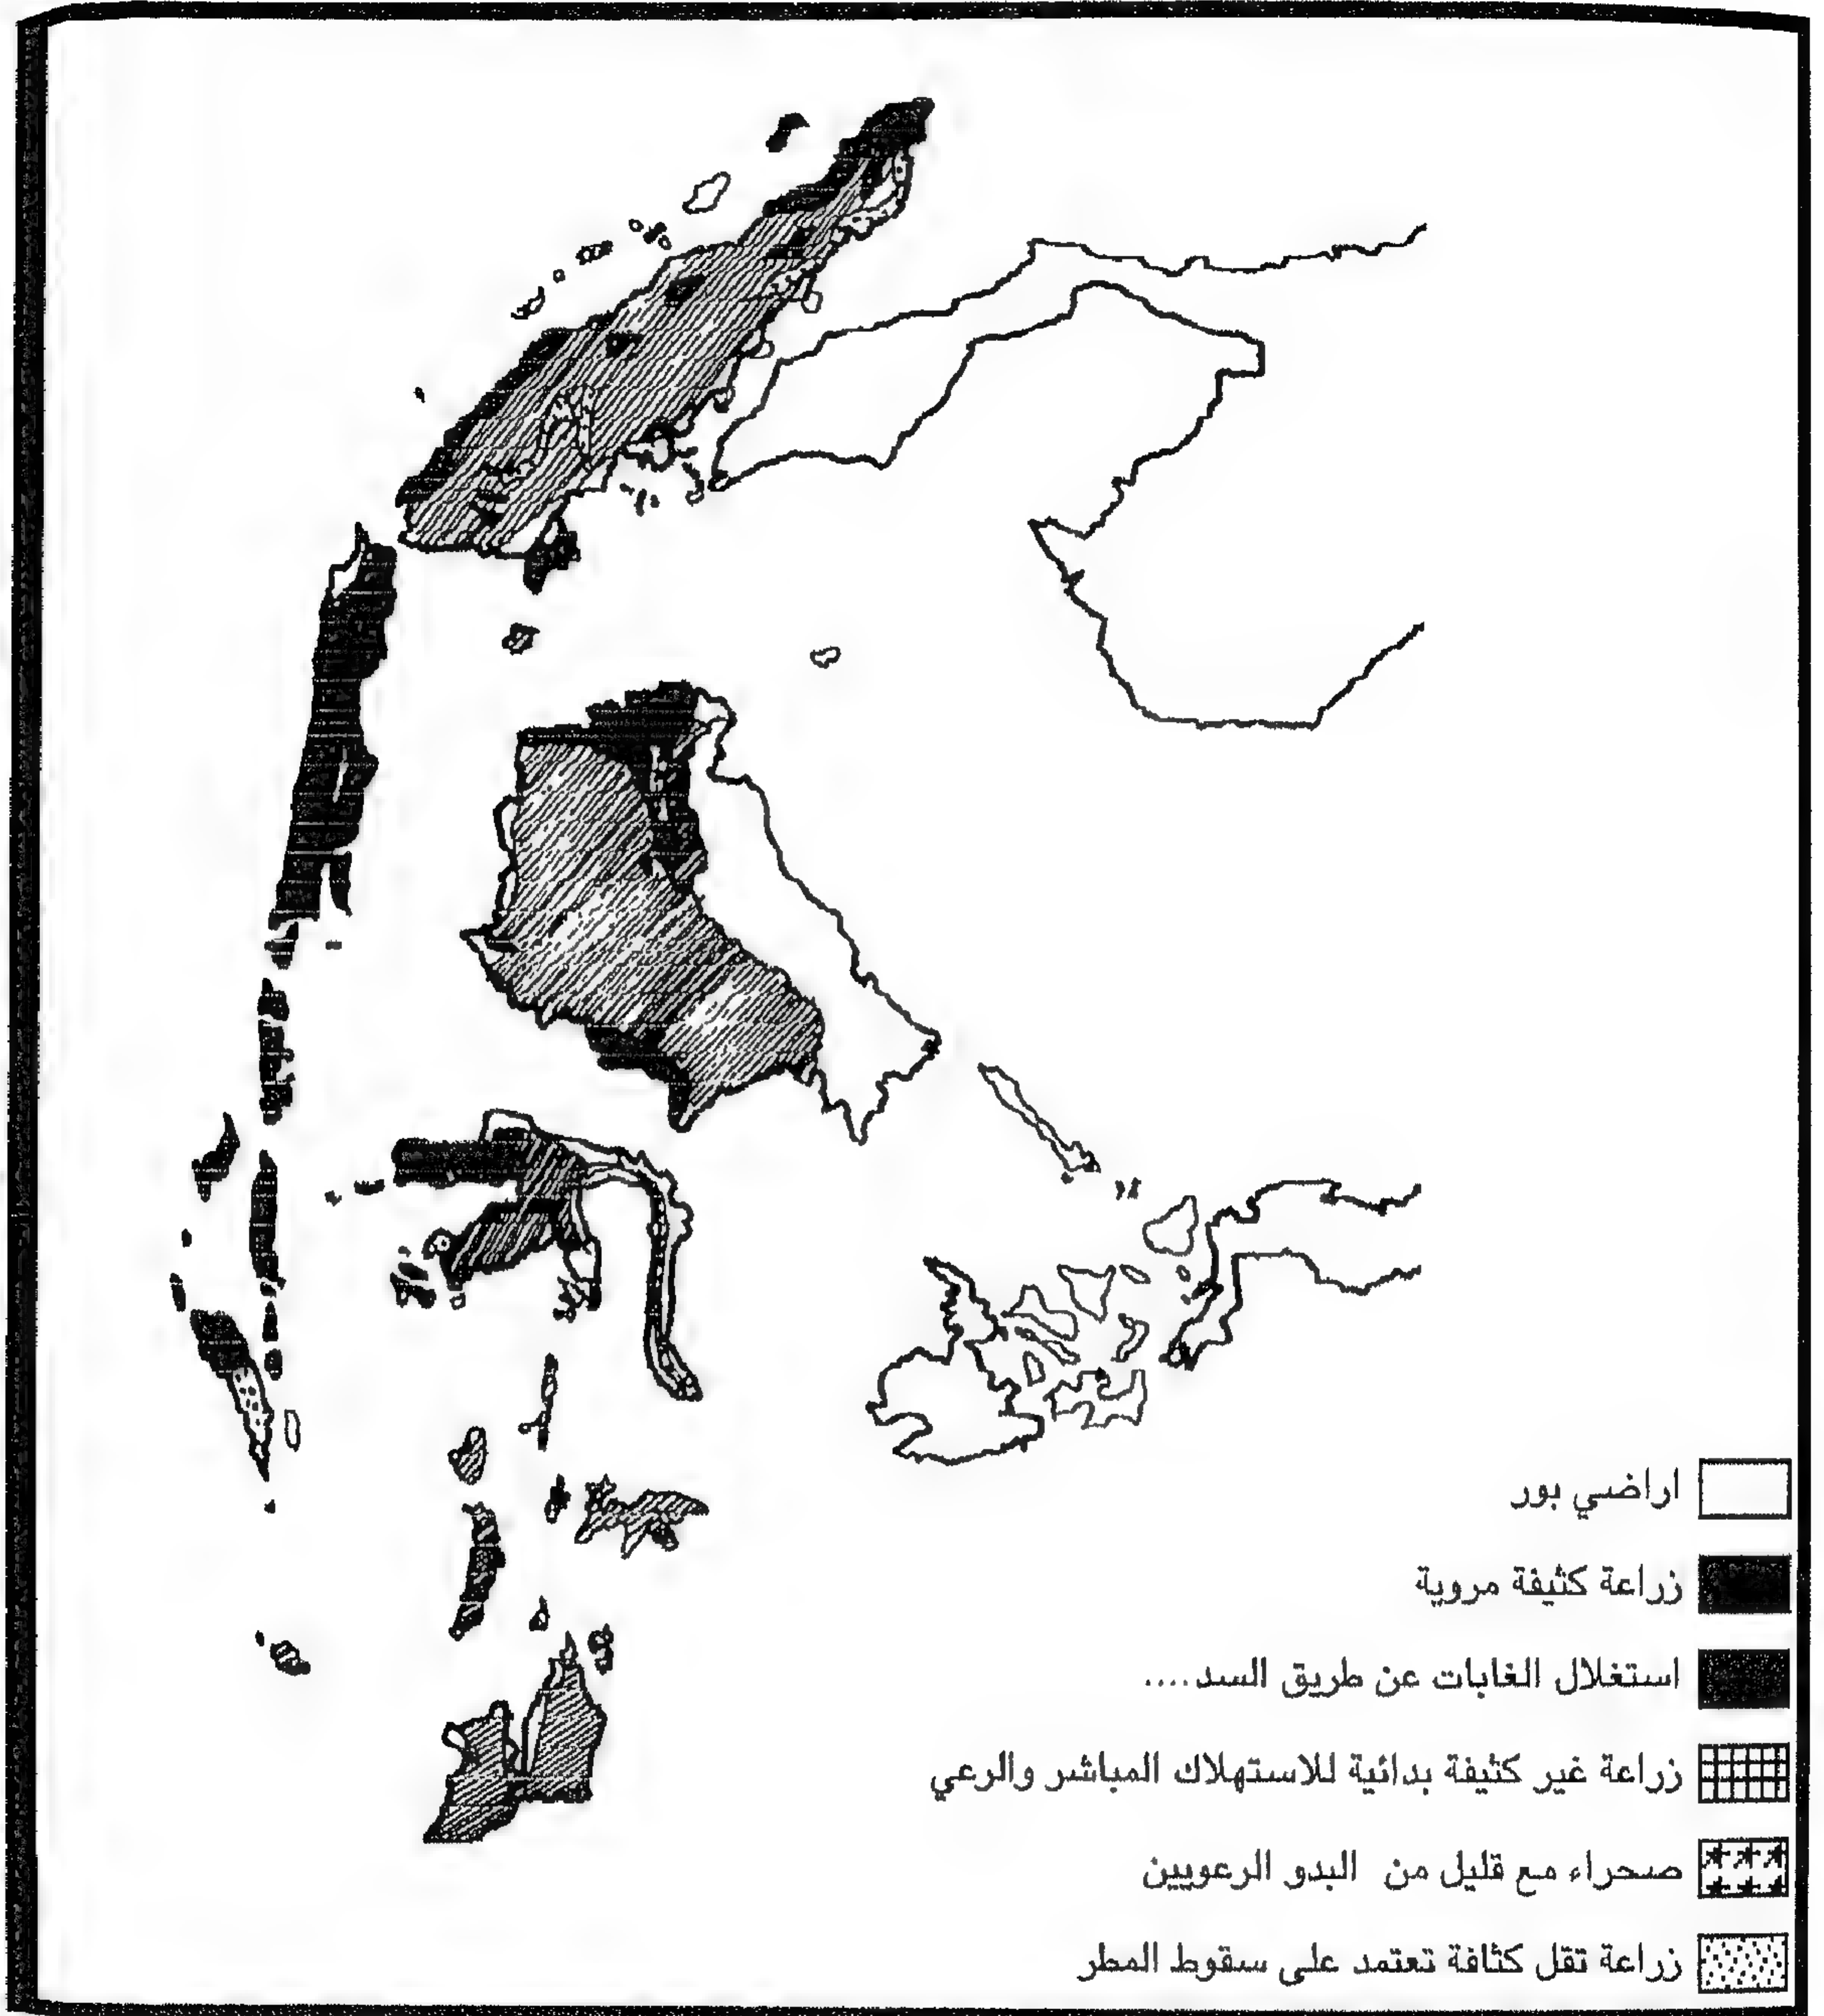 اراضي بور
زراعة كثيفة مروية
استغلال الغابات عن طريق السد....
زراعة غير كثيفة بدائية للاستهلاك المباشر والرعي
صحراء مع قليل من البدو الرعويين
زراعة تقل كثافة تعتمد على سقوط المطر